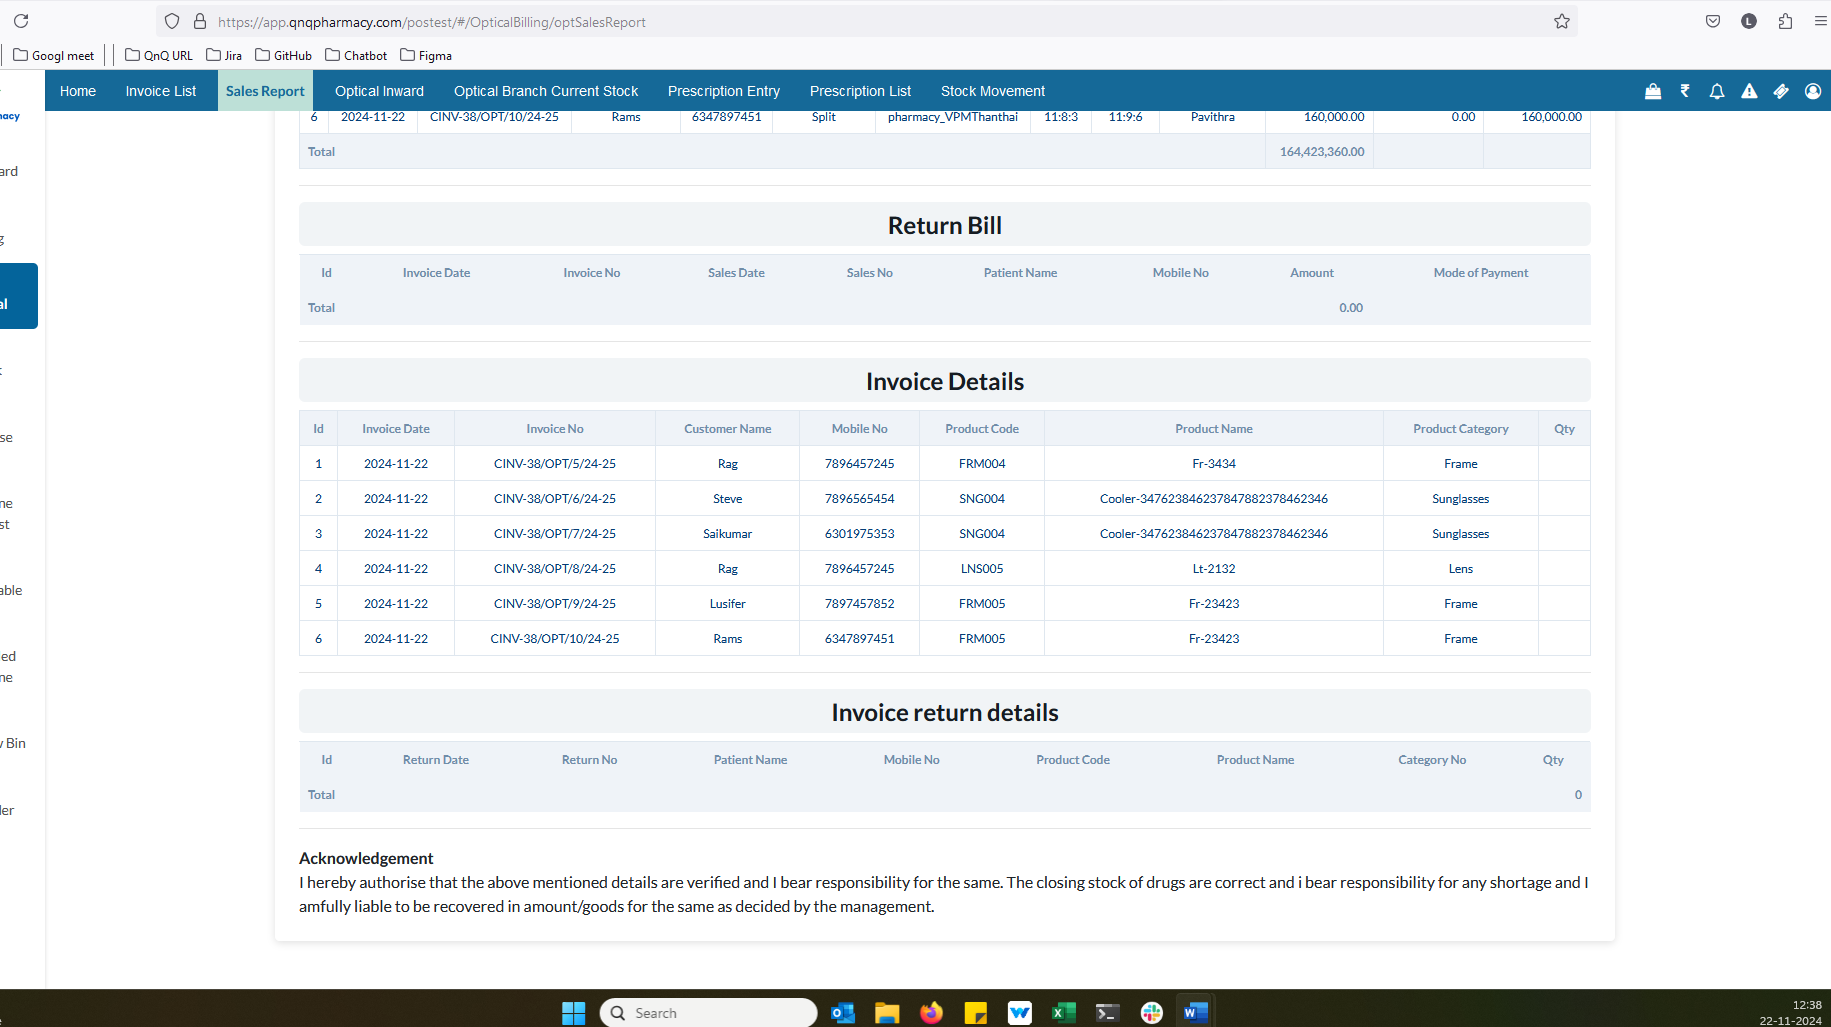 https://app.qnqpharmacy.com/postest/#/OpticalBilling/optSalesReport
L
Googl meet QnQ URL Jira GitHub Chatbot Figma
Home Invoice List Sales Report Optical Inward Optical Branch Current Stock Prescription Entry Prescription List Stock Movement
macy
ard
al
se
ne
st
able
ed
ne
Bin
ler
6 2024-11-22 CINV-38/OPT/10/24-25 Rams 6347897451 Split pharmacy_VPMThanthai 11:8:3 11:9:6 Pavithra 160,000.00 0.00 160,000.00
Total 164,423,360.00
Return Bill
Id Invoice Date Invoice No Sales Date Sales No Patient Name Mobile No Amount Mode of Payment
Total 0.00
Invoice Details
Id Invoice Date Invoice No Customer Name Mobile No Product Code Product Name Product Category Qty
1 2024-11-22 CINV-38/OPT/5/24-25 Rag 7896457245 FRM004 Fr-3434 Frame
2 2024-11-22 CINV-38/OPT/6/24-25 Steve 7896565454 SNG004 Cooler-347623846237847882378462346 Sunglasses
3 2024-11-22 CINV-38/OPT/7/24-25 Saikumar 6301975353 SNG004 Cooler-347623846237847882378462346 Sunglasses
4 2024-11-22 CINV-38/OPT/8/24-25 Rag 7896457245 LNS005 Lt-2132 Lens
5 2024-11-22 CINV-38/OPT/9/24-25 Lusifer 7897457852 FRM005 Fr-23423 Frame
6 2024-11-22 CINV-38/OPT/10/24-25 Rams 6347897451 FRM005 Fr-23423 Frame
Invoice return details
Id Return Date Return No Patient Name Mobile No Product Code Product Name Category No Qty
Total 0
Acknowledgement
I hereby authorise that the above mentioned details are verified and I bear responsibility for the same. The closing stock of drugs are correct and i bear responsibility for any shortage and I
amfully liable to be recovered in amount/goods for the same as decided by the management.
Search
12:38
22-11-2024